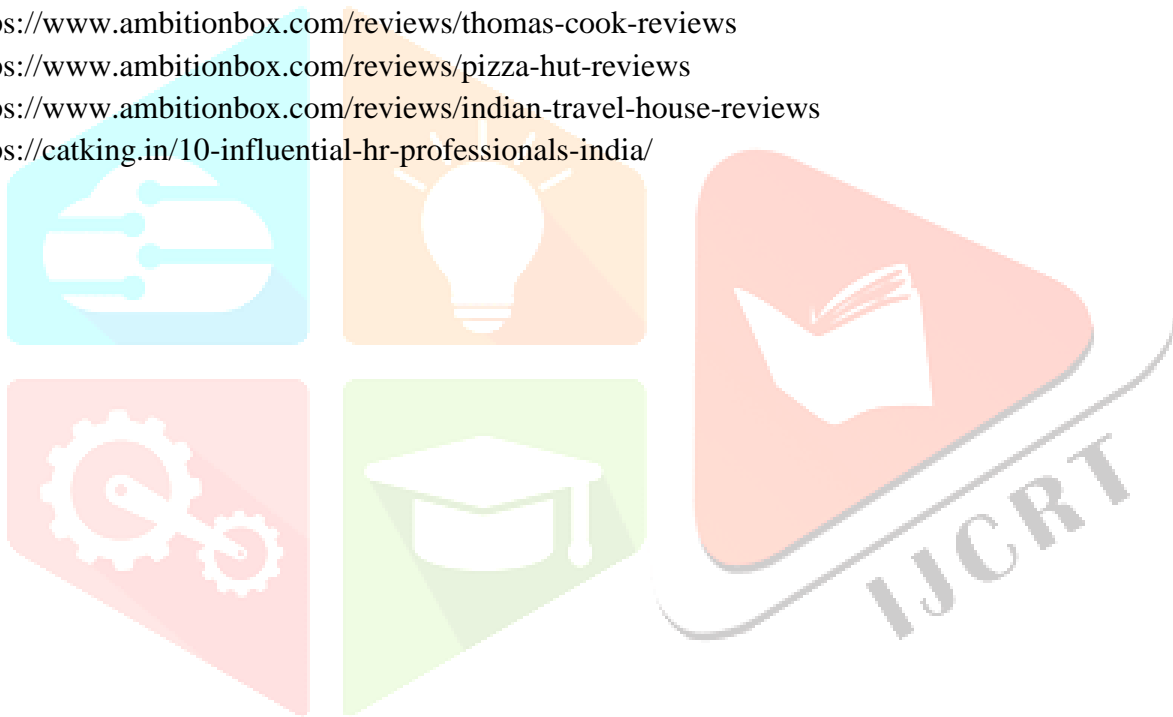 ps://www.ambitionbox.com/reviews/thomas-cook-reviews
ps://www.ambitionbox.com/reviews/pizza-hut-reviews
ps://www.ambitionbox.com/reviews/indian-travel-house-reviews
ps://catking.in/10-influential-hr-professionals-india/
IJCRT